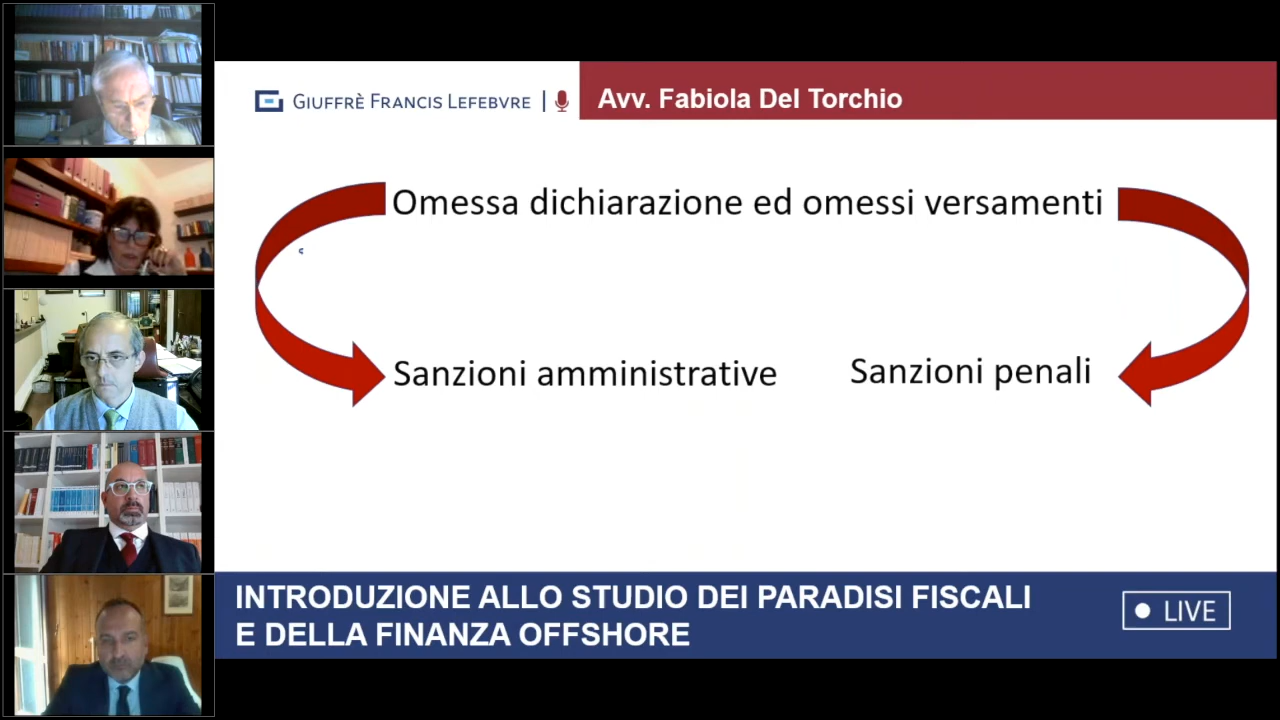 GIUFFRÈ FRANCIS LEFEBVRE
Avv. Fabiola Del Torchio
Omessa dichiarazione ed omessi versamenti
Sanzioni amministrative
Sanzioni penali
INTRODUZIONE ALLO STUDIO DEI PARADISI FISCALI
E DELLA FINANZA OFFSHORE
LIVE